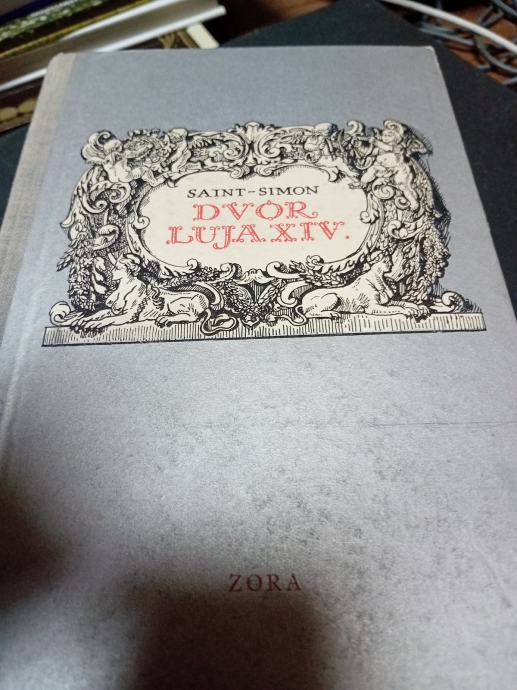 SAINT-SIMON
DVOR
LUJA XIV.
ZORA